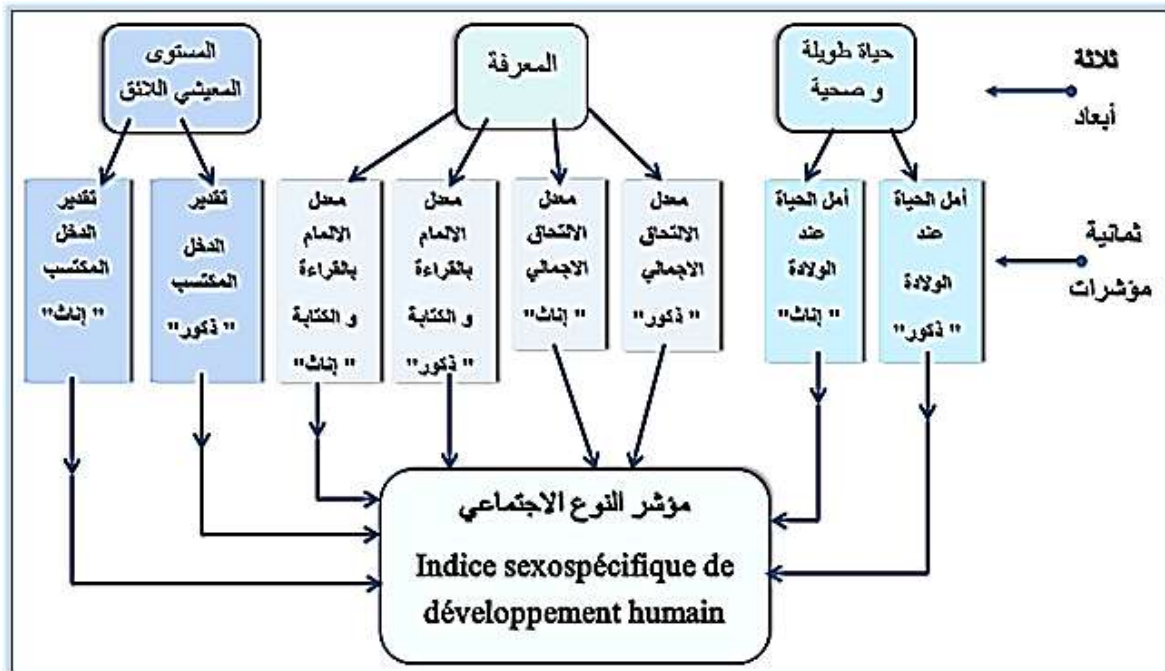 حياة طويلة
و صحية
المعرفة
المستوى
المعيشي اللائق
ثلاثة
أبعاد
أمل الحياة
عند
الولادة
" ذكور"
أمل الحياة
عند
الولادة
" إناث"
معدل
الالتحاق
الاجمالي
" ذكور"
معدل
الالتحاق
الاجمالي
" إناث"
معدل
الالمام
بالقراءة
و الكتابة
" ذكور"
معدل
الالمام
بالقراءة
و الكتابة
" إناث"
تقدير
الدخل
المكتسب
" ذكور"
تقدير
الدخل
المكتسب
" إناث"
ثمانية
مؤشرات
مؤشر النوع الاجتماعي
Indice sexospécifique de
développement humain